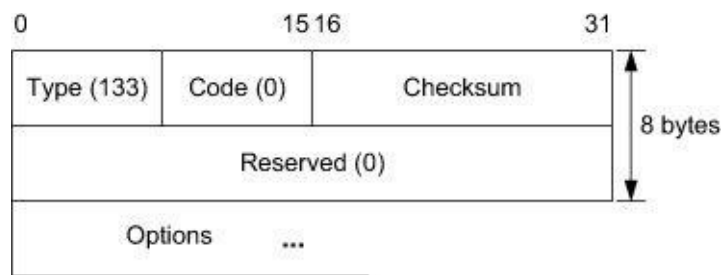 0 15 16 31
Type (133) Code (0) Checksum
8 bytes
Reserved (0)
Options ...